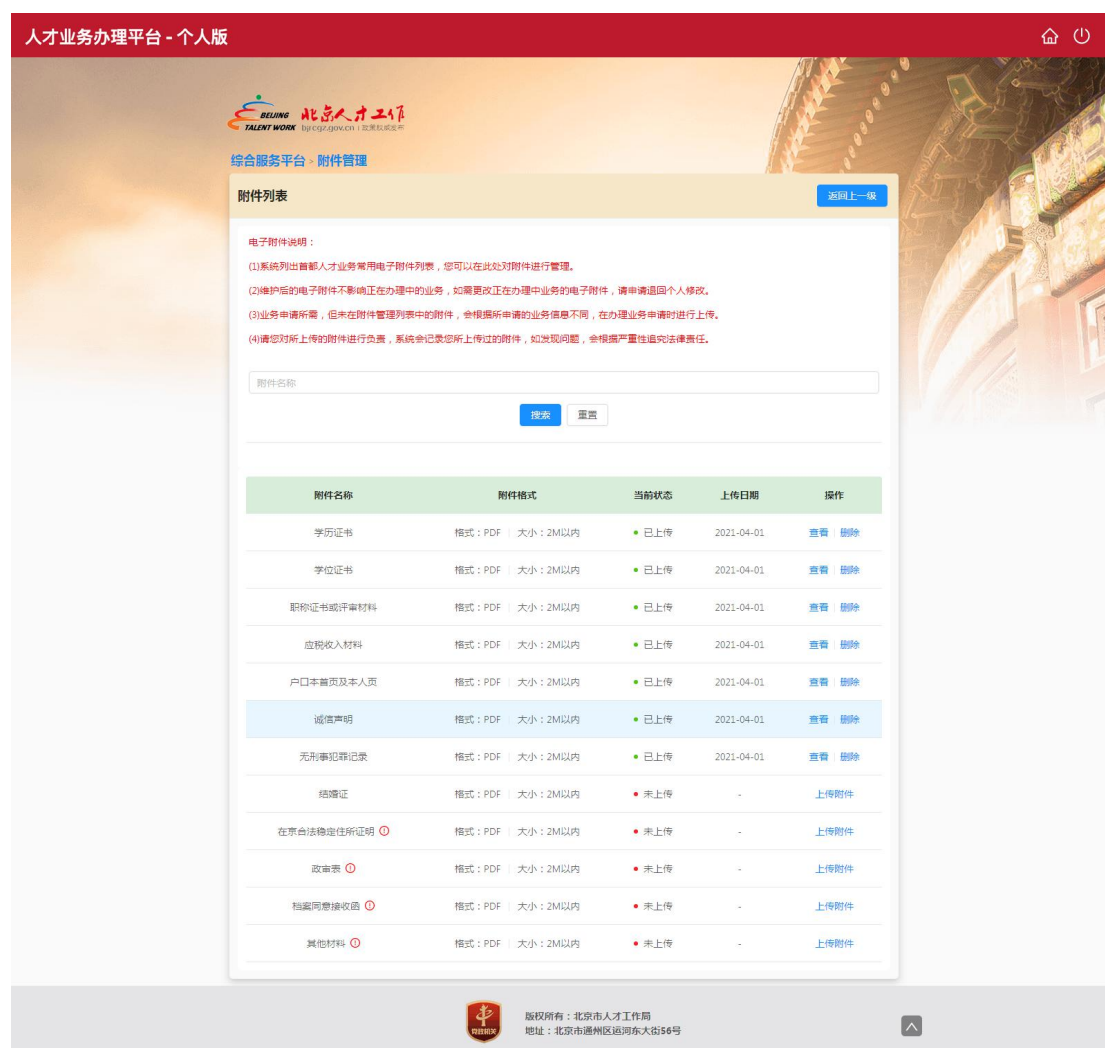 人才业务办理平台 - 个人版
BEIJING 北京人才工作
TALENT WORK bjrcgz.gov.cn | 政策权威发布
综合服务平台 > 附件管理
附件列表 返回上一级
电子附件说明：
(1)系统列出首都人才业务常用电子附件列表，您可以在此处对附件进行管理。
(2)维护后的电子附件不影响正在办理中的业务，如需更改正在办理中业务的电子附件，请申请退回个人修改。
(3)业务申请所需，但未在附件管理列表中的附件，会根据所申请的业务信息不同，在办理业务申请时进行上传。
(4)请您对所上传的附件进行负责，系统会记录您所上传过的附件，如发现问题，会根据严重性追究法律责任。
附件名称
搜索 重置
附件名称 附件格式 当前状态 上传日期 操作
学历证书 格式：PDF 大小：2M以内 已上传 2021-04-01 查看 删除
学位证书 格式：PDF 大小：2M以内 已上传 2021-04-01 查看 删除
职称证书或评审材料 格式：PDF 大小：2M以内 已上传 2021-04-01 查看 删除
应税收入材料 格式：PDF 大小：2M以内 已上传 2021-04-01 查看 删除
户口本首页及本人页 格式：PDF 大小：2M以内 已上传 2021-04-01 查看 删除
诚信声明 格式：PDF 大小：2M以内 已上传 2021-04-01 查看 删除
无刑事犯罪记录 格式：PDF 大小：2M以内 已上传 2021-04-01 查看 删除
结婚证 格式：PDF 大小：2M以内 未上传 - 上传附件
在京合法稳定住所证明 格式：PDF 大小：2M以内 未上传 - 上传附件
政审表 格式：PDF 大小：2M以内 未上传 - 上传附件
档案同意接收函 格式：PDF 大小：2M以内 未上传 - 上传附件
其他材料 格式：PDF 大小：2M以内 未上传 - 上传附件
党政机关
版权所有：北京市人才工作局
地址：北京市通州区运河东大街56号